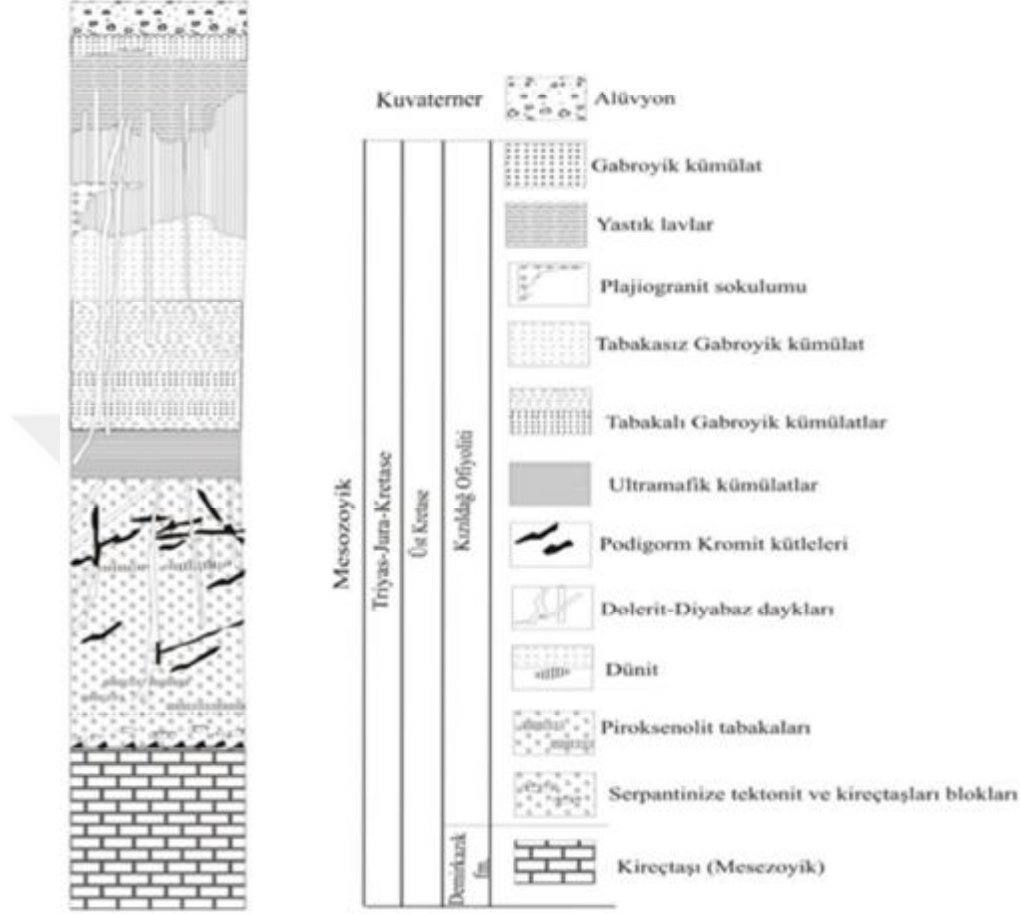 Kuvaterner
Alüvyon
Gabroyik kümülat
Yastık lavlar
Plajiogranit sokulumu
Tabakasız Gabroyik kümülat
Tabakalı Gabroyik kümülatlar
Ultramafik kümülatlar
Podigorm Kromit kütleleri
Dolerit-Diyabaz daykları
Dünit
Piroksenolit tabakaları
Serpantinize tektonit ve kireçtaşları blokları
Kireçtaşı (Mesezoyik)
Mesozoyik
Triyas-Jura-Kretase
Üst Kretase
Kızıldağ Ofiyoliti
Demirkazık
fm.